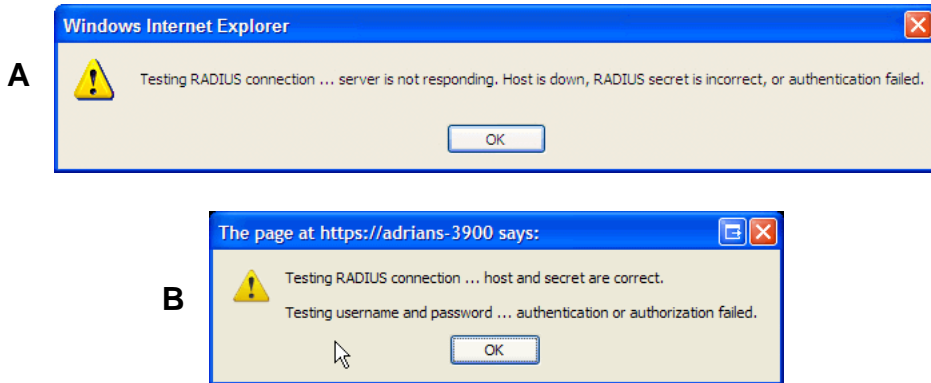 Windows Internet Explorer
A
Testing RADIUS connection ... server is not responding. Host is down, RADIUS secret is incorrect, or authentication failed.
OK
The page at https://adrians-3900 says:
B
Testing RADIUS connection ... host and secret are correct.
Testing username and password ... authentication or authorization failed.
OK